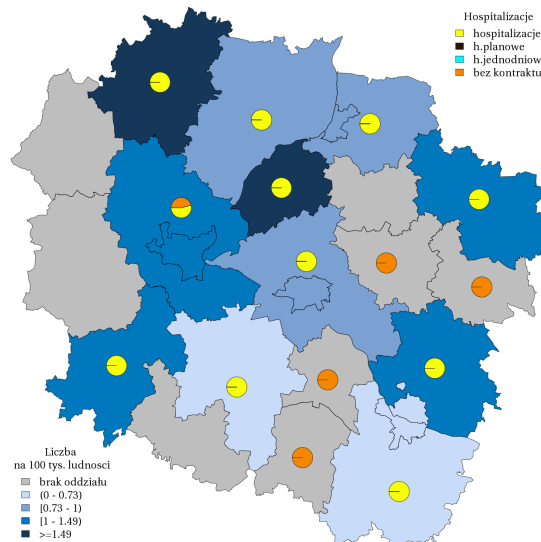 Hospitalizacje
hospitalizacje
h.planowe
h.jednodniow
bez kontraktu
Liczba
na 100 tys. ludnosci
brak oddziału
(0 - 0.73)
[0.73 - 1)
[1 - 1.49)
>=1.49